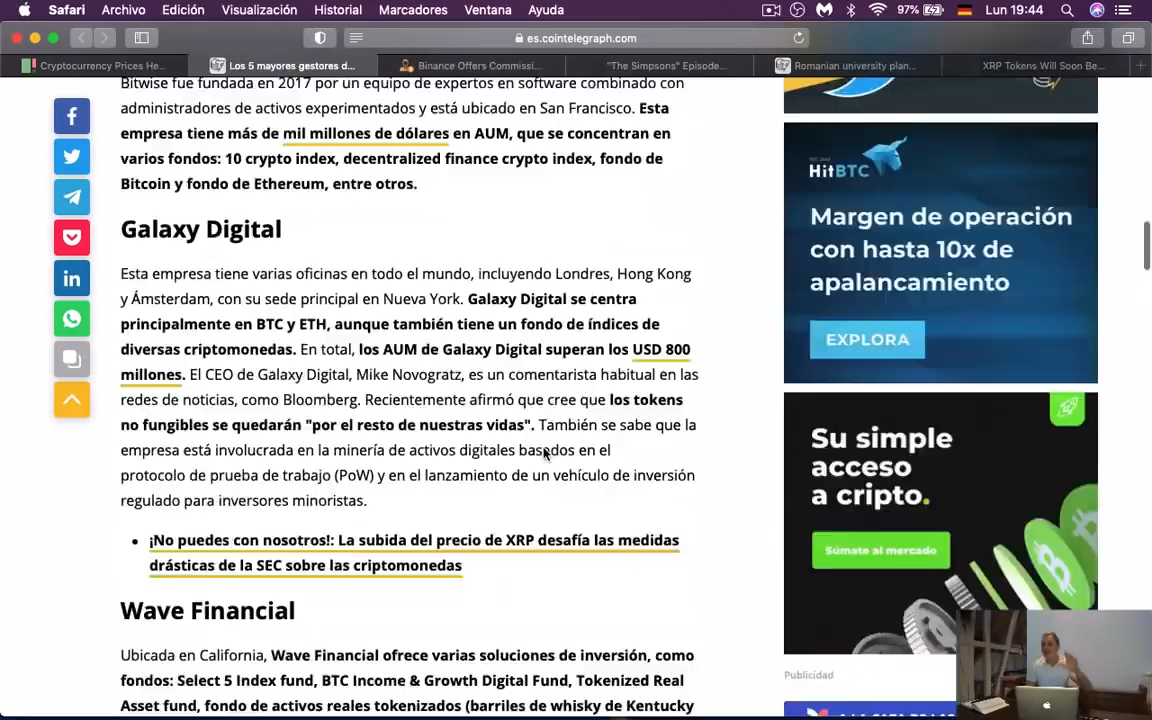 Safari Archivo Edición Visualización Historial Marcadores Ventana Ayuda 97% Lun 19:44
es.cointelegraph.com
Cryptocurrency Prices He... Los 5 mayores gestores d... Binance Offers Commissi... "The Simpsons" Episode... Romanian university plan... XRP Tokens Will Soon Be...
Bitwise fue fundada en 2017 por un equipo de expertos en software combinado con
administradores de activos experimentados y está ubicado en San Francisco. Esta
empresa tiene más de mil millones de dólares en AUM, que se concentran en
varios fondos: 10 crypto index, decentralized finance crypto index, fondo de
Bitcoin y fondo de Ethereum, entre otros.
Galaxy Digital
Esta empresa tiene varias oficinas en todo el mundo, incluyendo Londres, Hong Kong
y Ámsterdam, con su sede principal en Nueva York. Galaxy Digital se centra
principalmente en BTC y ETH, aunque también tiene un fondo de índices de
diversas criptomonedas. En total, los AUM de Galaxy Digital superan los USD 800
millones. El CEO de Galaxy Digital, Mike Novogratz, es un comentarista habitual en las
redes de noticias, como Bloomberg. Recientemente afirmó que cree que los tokens
no fungibles se quedarán "por el resto de nuestras vidas". También se sabe que la
empresa está involucrada en la minería de activos digitales basados en el
protocolo de prueba de trabajo (PoW) y en el lanzamiento de un vehículo de inversión
regulado para inversores minoristas.
¡No puedes con nosotros!: La subida del precio de XRP desafía las medidas
drásticas de la SEC sobre las criptomonedas
Wave Financial
Ubicada en California, Wave Financial ofrece varias soluciones de inversión, como
fondos: Select 5 Index fund, BTC Income & Growth Digital Fund, Tokenized Real
Asset fund, fondo de activos reales tokenizados (barriles de whisky de Kentucky
HitBTC
Margen de operación
con hasta 10x de
apalancamiento
EXPLORA
Su simple
acceso
a cripto.
Súmate al mercado
Publicidad